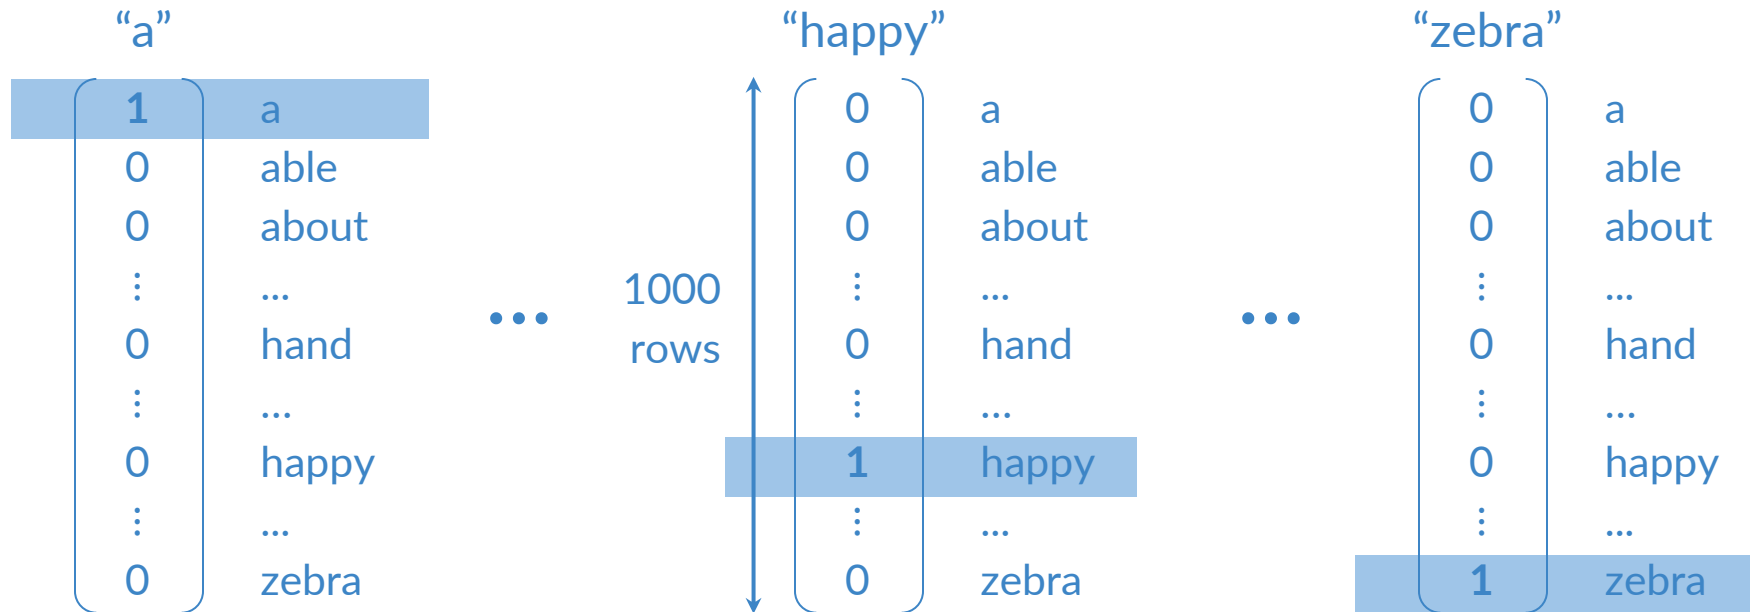 “a” “happy” “zebra”
1 a 0 a 0 a
0 able 0 able 0 able
0 about 0 about 0 about
⋮ ... ⋮ ... ⋮ ...
... 1000 rows ...
0 hand 0 hand 0 hand
⋮ ... ⋮ ... ⋮ ...
0 happy 1 happy 0 happy
⋮ ... ⋮ ... ⋮ ...
0 zebra 0 zebra 1 zebra